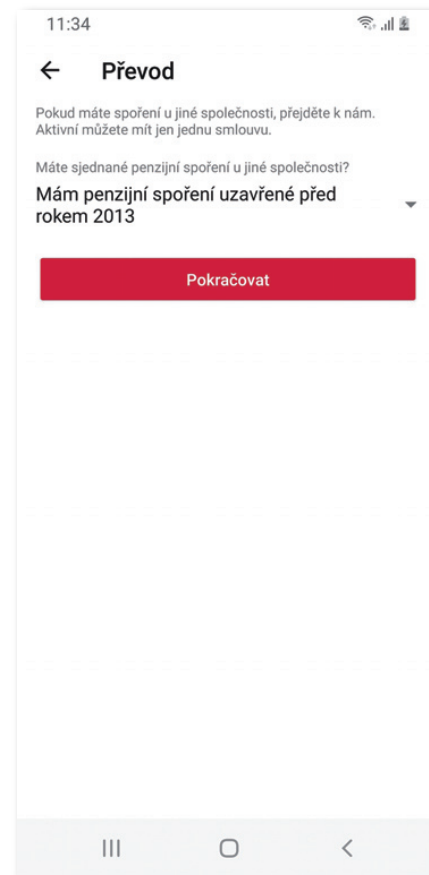 11:34
Převod
Pokud máte spoření u jiné společnosti, přejděte k nám.
Aktivní můžete mít jen jednu smlouvu.
Máte sjednané penzijní spoření u jiné společnosti?
Mám penzijní spoření uzavřené před
rokem 2013
Pokračovat